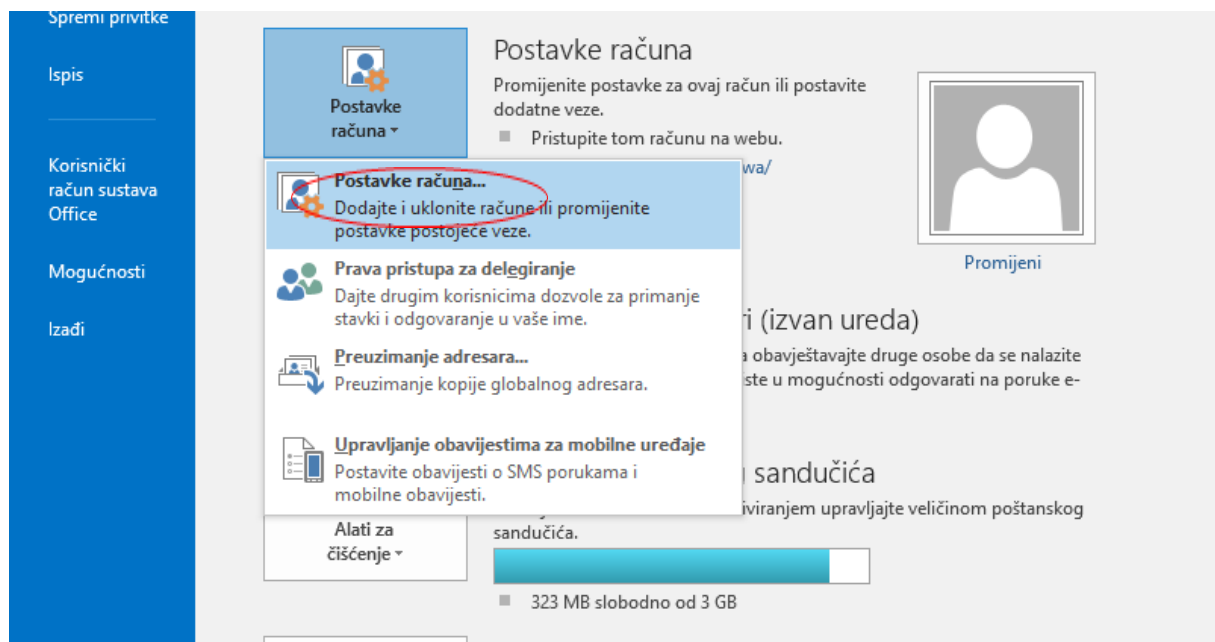 Spremi privitke
Ispis
Korisnički
račun sustava
Office
Mogućnosti
Izađi
Postavke
računa
Postavke računa
Promijenite postavke za ovaj račun ili postavite
dodatne veze.
Pristupite tom računu na webu.
wa/
Postavke računa...
Dodajte i uklonite račune ili promijenite
postavke postojeće veze.
Prava pristupa za delegiranje
Dajte drugim korisnicima dozvole za primanje
stavki i odgovaranje u vaše ime.
Preuzimanje adresara...
Preuzimanje kopije globalnog adresara.
Upravljanje obavijestima za mobilne uređaje
Postavite obavijesti o SMS porukama i
mobilne obavijesti.
Promijeni
ri (izvan ureda)
a obavještavajte druge osobe da se nalazite
iste u mogućnosti odgovarati na poruke e-
sandučića
iviranjem upravljajte veličinom poštanskog
sandučića.
Alati za
čišćenje
323 MB slobodno od 3 GB